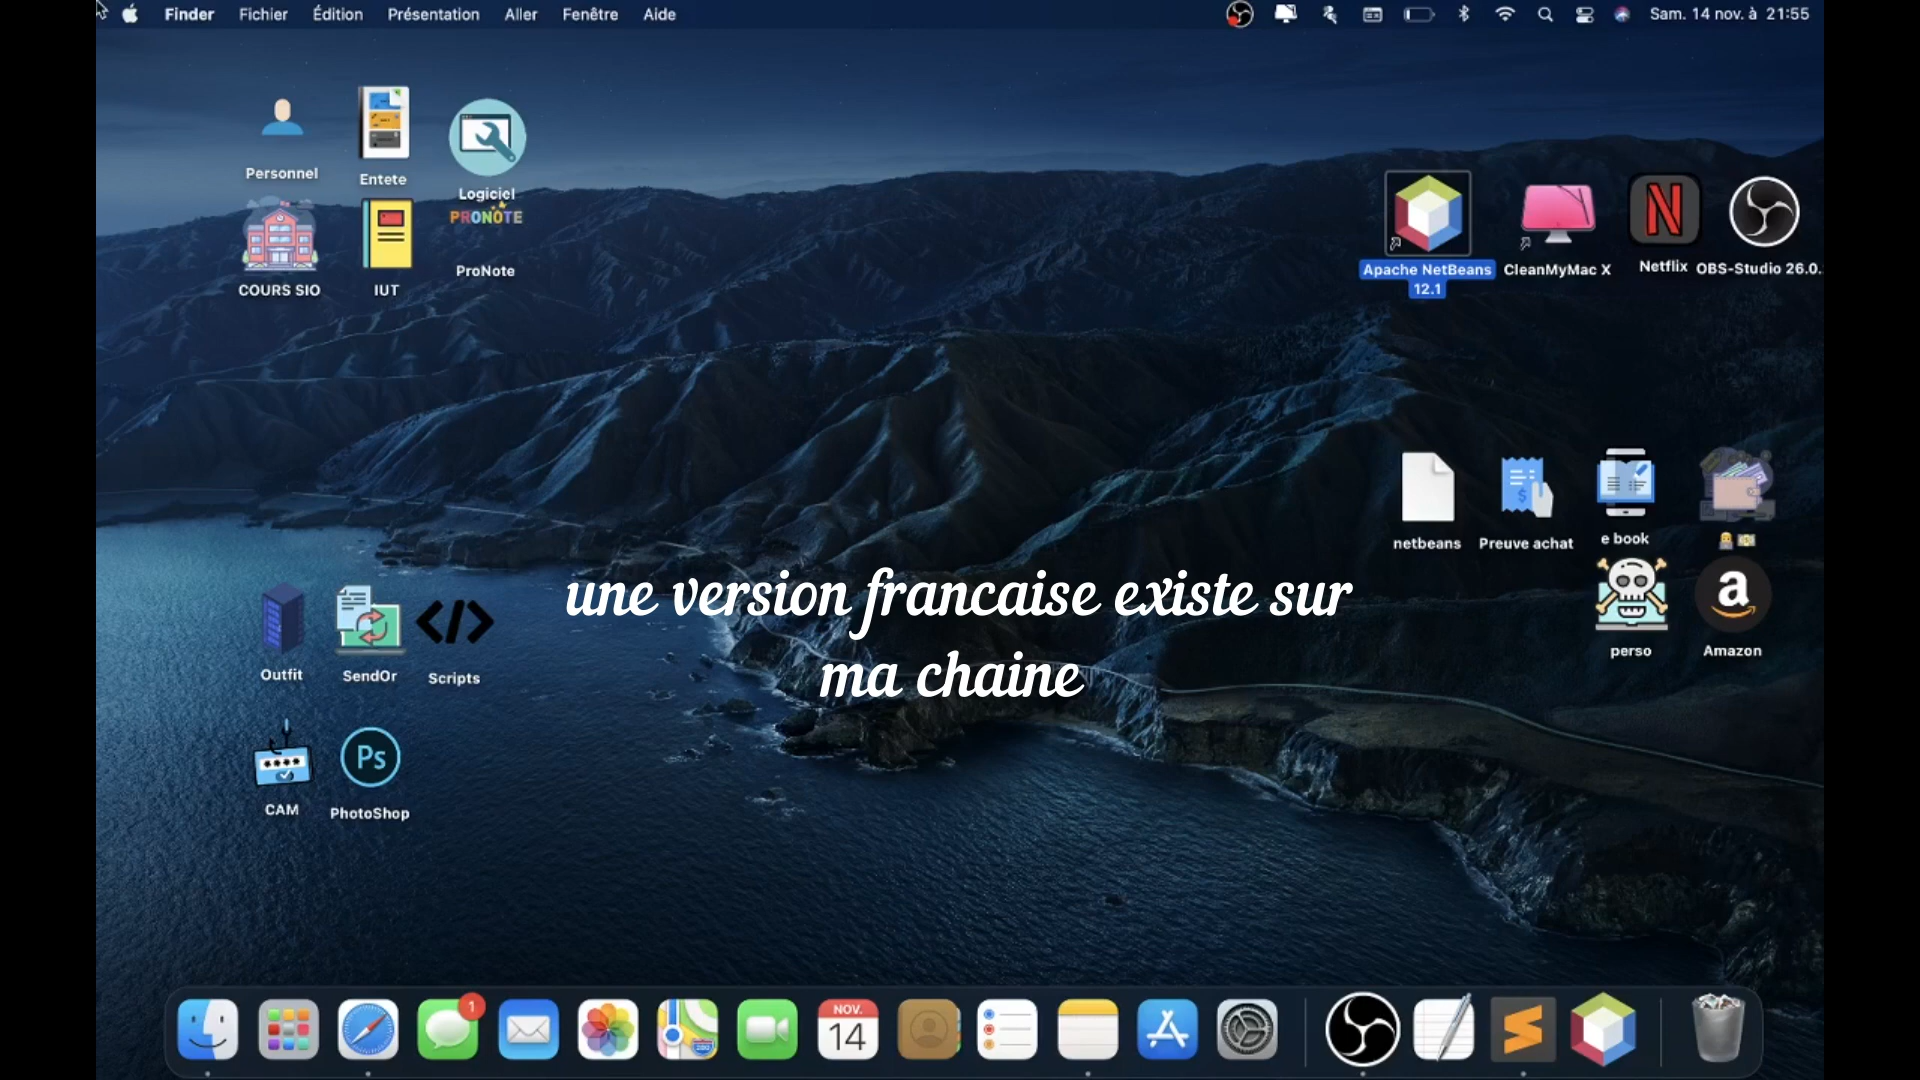 Finder Fichier Édition Présentation Aller Fenêtre Aide Sam. 14 nov. à 21:55
Personnel
Entete
Logiciel
COURS SIO
IUT
PRONOTE
ProNote
Apache NetBeans
12.1
CleanMyMac X
N
Netflix
OBS-Studio 26.0.
netbeans
Preuve achat
e book
une version francaise existe sur
ma chaine
Outfit
SendOr
Scripts
perso
a
Amazon
CAM
Ps
PhotoShop
1
NOV.
14